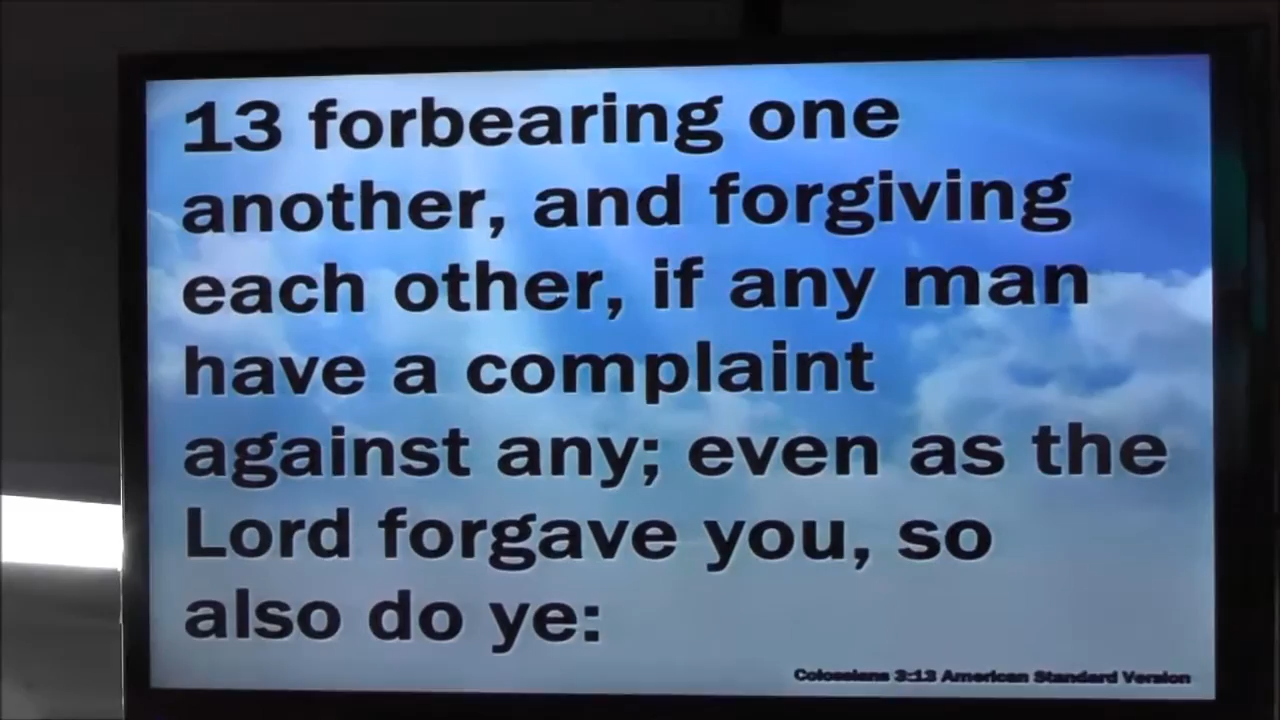 13 forbearing one
another, and forgiving
each other, if any man
have a complaint
against any; even as the
Lord forgave you, so
also do ye:
Colossians 3:13 American Standard Version